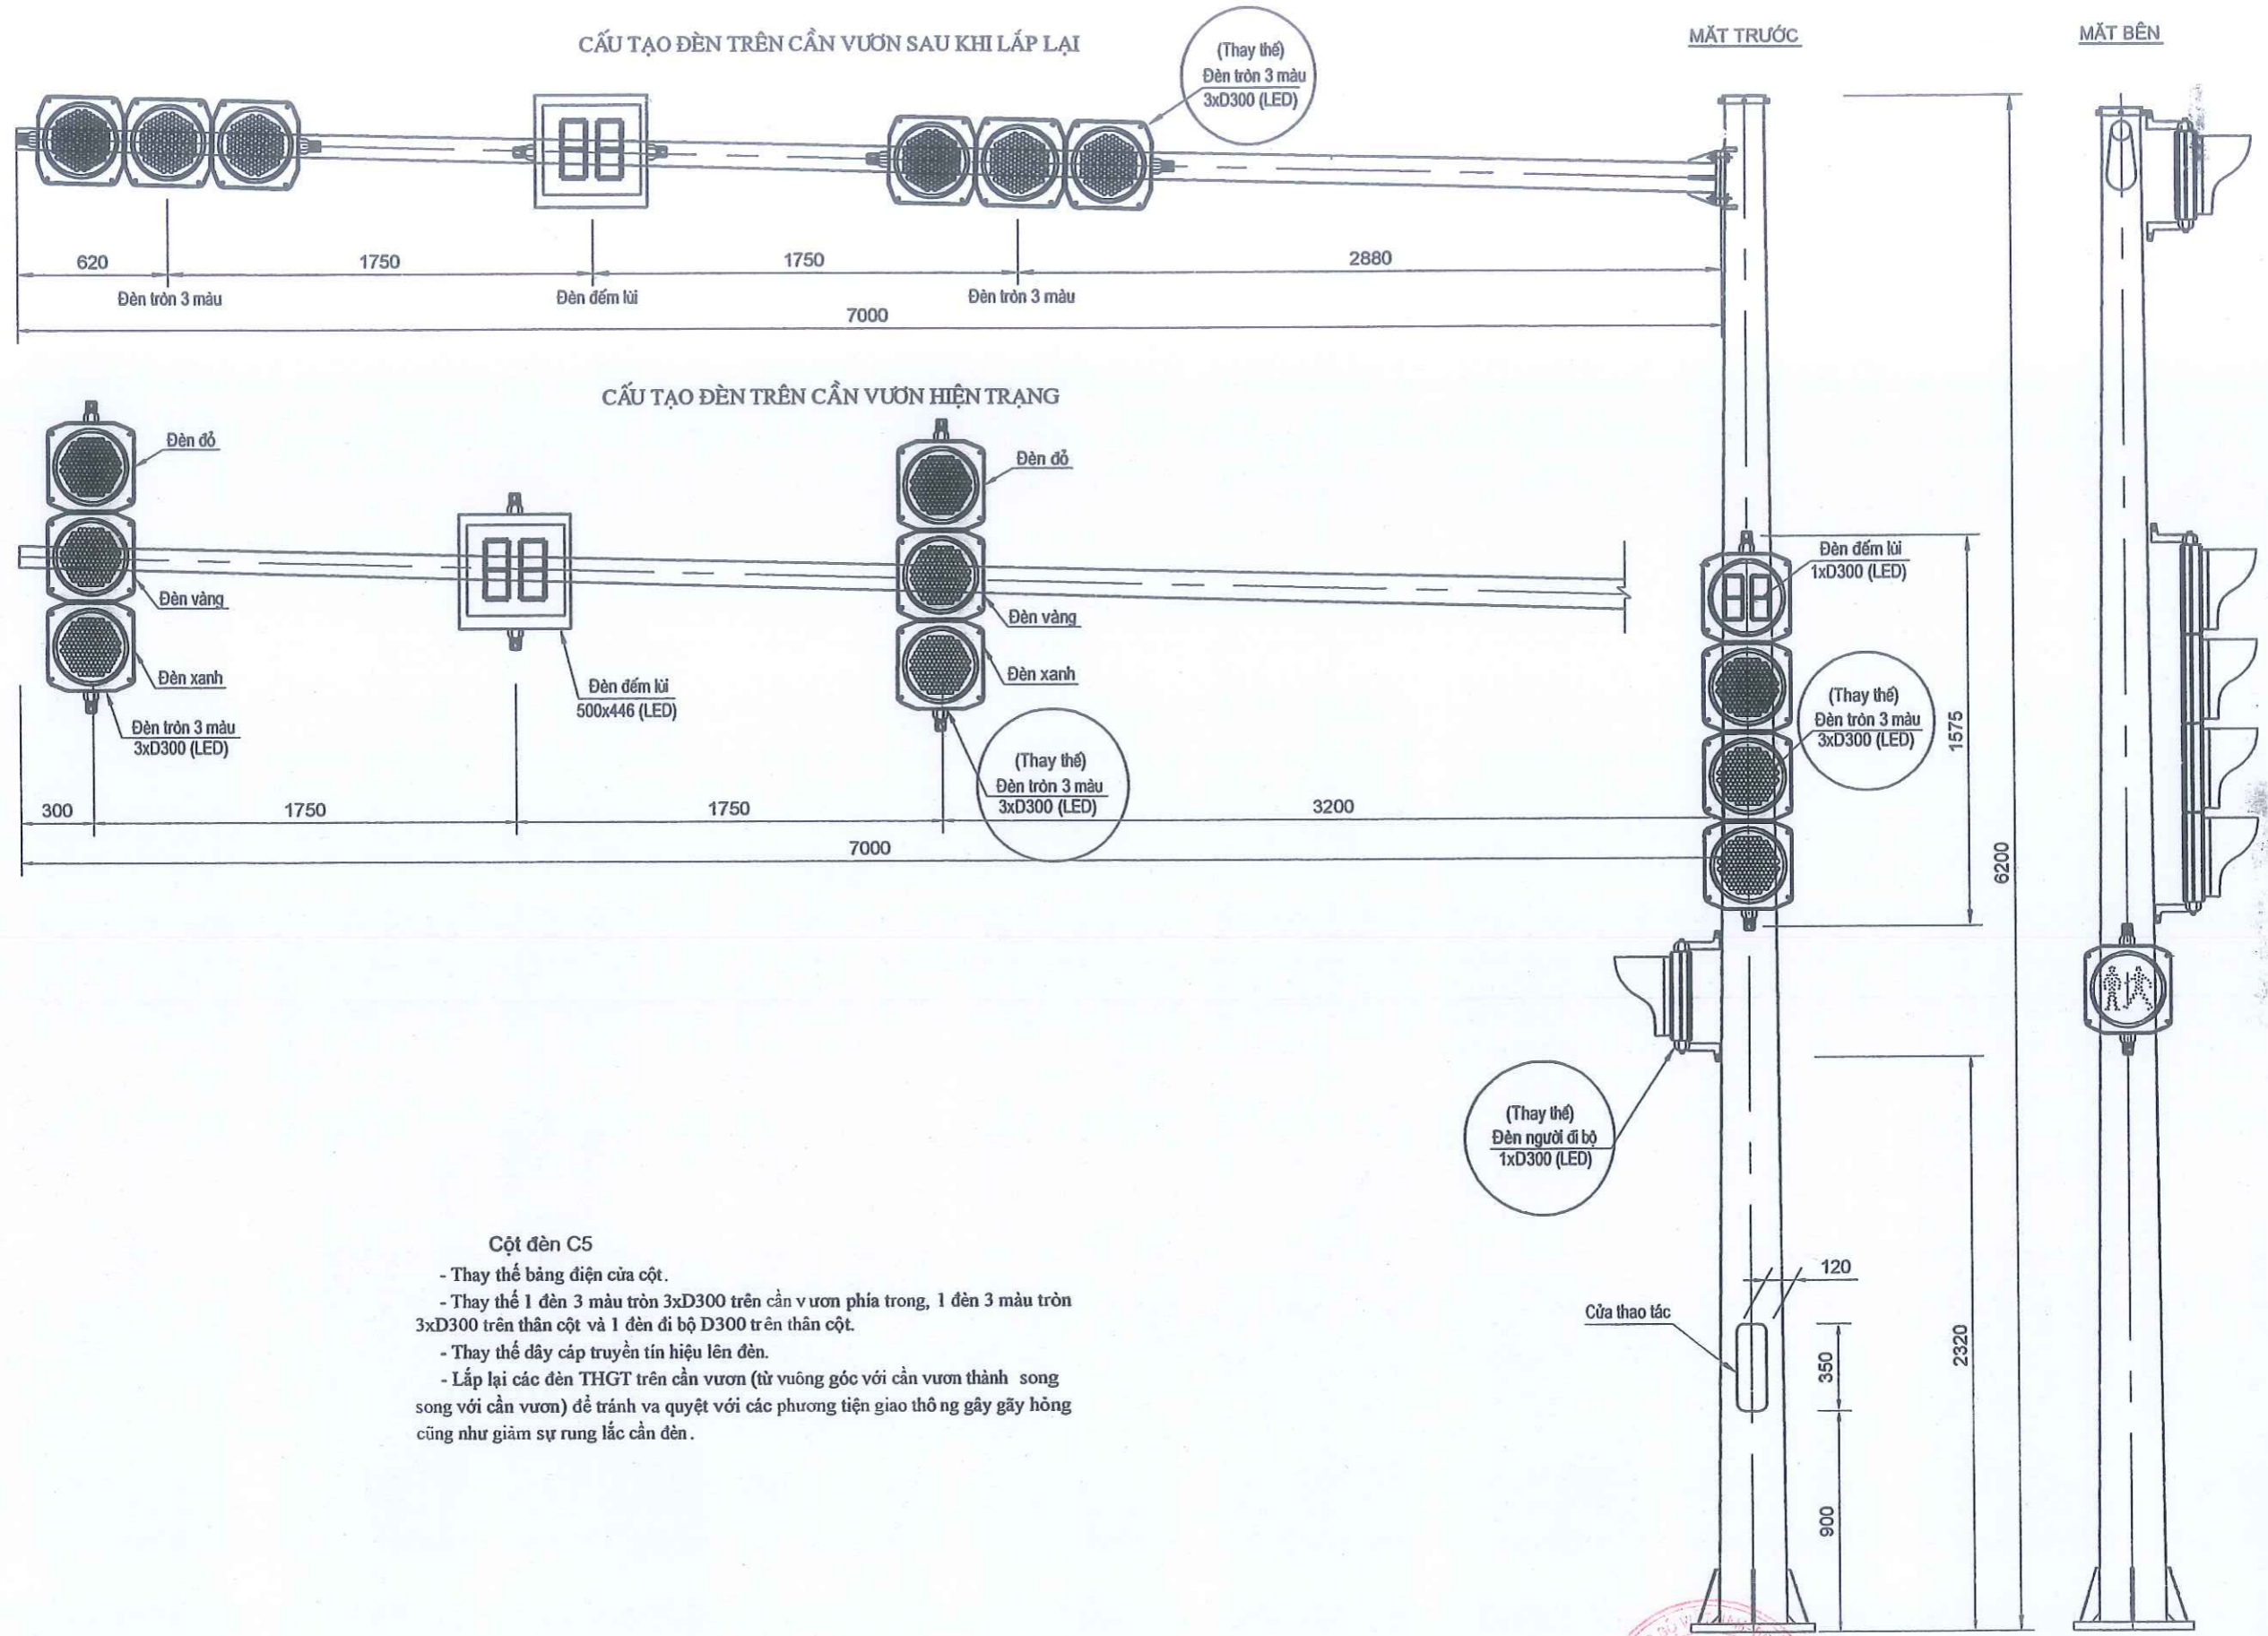 CẤU TẠO ĐÈN TRÊN CẦN VƯƠN SAU KHI LẮP LẠI
(Thay thế)
Đèn tròn 3 màu
3xD300 (LED)
MẶT TRƯỚC
MẶT BÊN
620
1750
1750
2880
Đèn tròn 3 màu
Đèn đếm lùi
Đèn tròn 3 màu
7000
CẤU TẠO ĐÈN TRÊN CẦN VƯƠN HIỆN TRẠNG
Đèn đỏ
Đèn đỏ
Đèn vàng
Đèn vàng
Đèn xanh
Đèn xanh
Đèn tròn 3 màu
3xD300 (LED)
Đèn đếm lùi
500x446 (LED)
(Thay thế)
Đèn tròn 3 màu
3xD300 (LED)
300
1750
1750
3200
7000
Đèn đếm lùi
1xD300 (LED)
(Thay thế)
Đèn tròn 3 màu
3xD300 (LED)
1575
6200
(Thay thế)
Đèn người đi bộ
1xD300 (LED)
120
Cửa thao tác
350
2320
900
Cột đèn C5
- Thay thế bảng điện cửa cột.
- Thay thế 1 đèn 3 màu tròn 3xD300 trên cần vươn phía trong, 1 đèn 3 màu tròn
3xD300 trên thân cột và 1 đèn đi bộ D300 trên thân cột.
- Thay thế dây cáp truyền tín hiệu lên đèn.
- Lắp lại các đèn THGT trên cần vươn (từ vuông góc với cần vươn thành song
song với cần vươn) để tránh va quyệt với các phương tiện giao thông gây gãy hỏng
cũng như giảm sự rung lắc cần đèn.